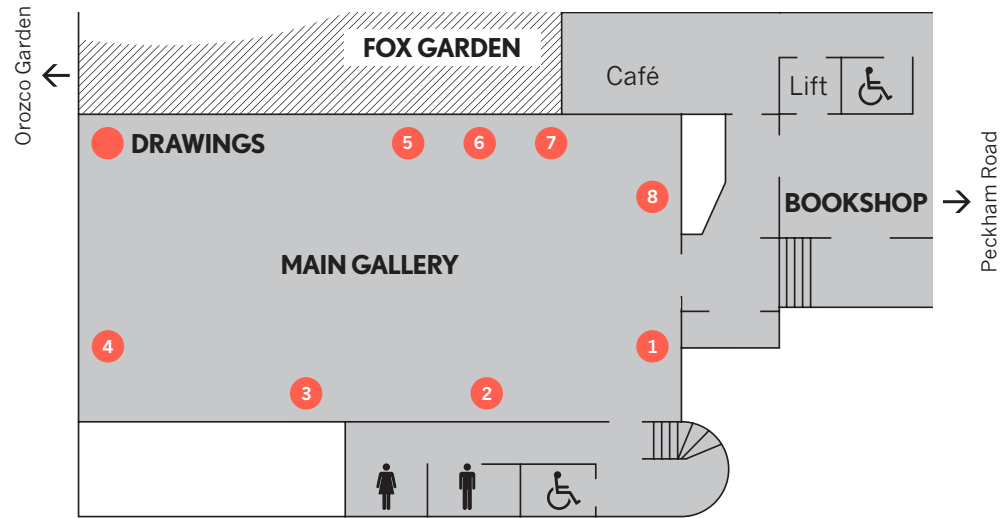 Orozco Garden
FOX GARDEN
Café
Lift
DRAWINGS
5
6
7
8
BOOKSHOP
Peckham Road
MAIN GALLERY
4
3
2
1